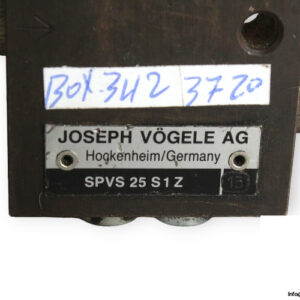 BOX-342 3720
JOSEPH VÖGELE AG
Hockenheim/Germany
SPVS 25 S1Z